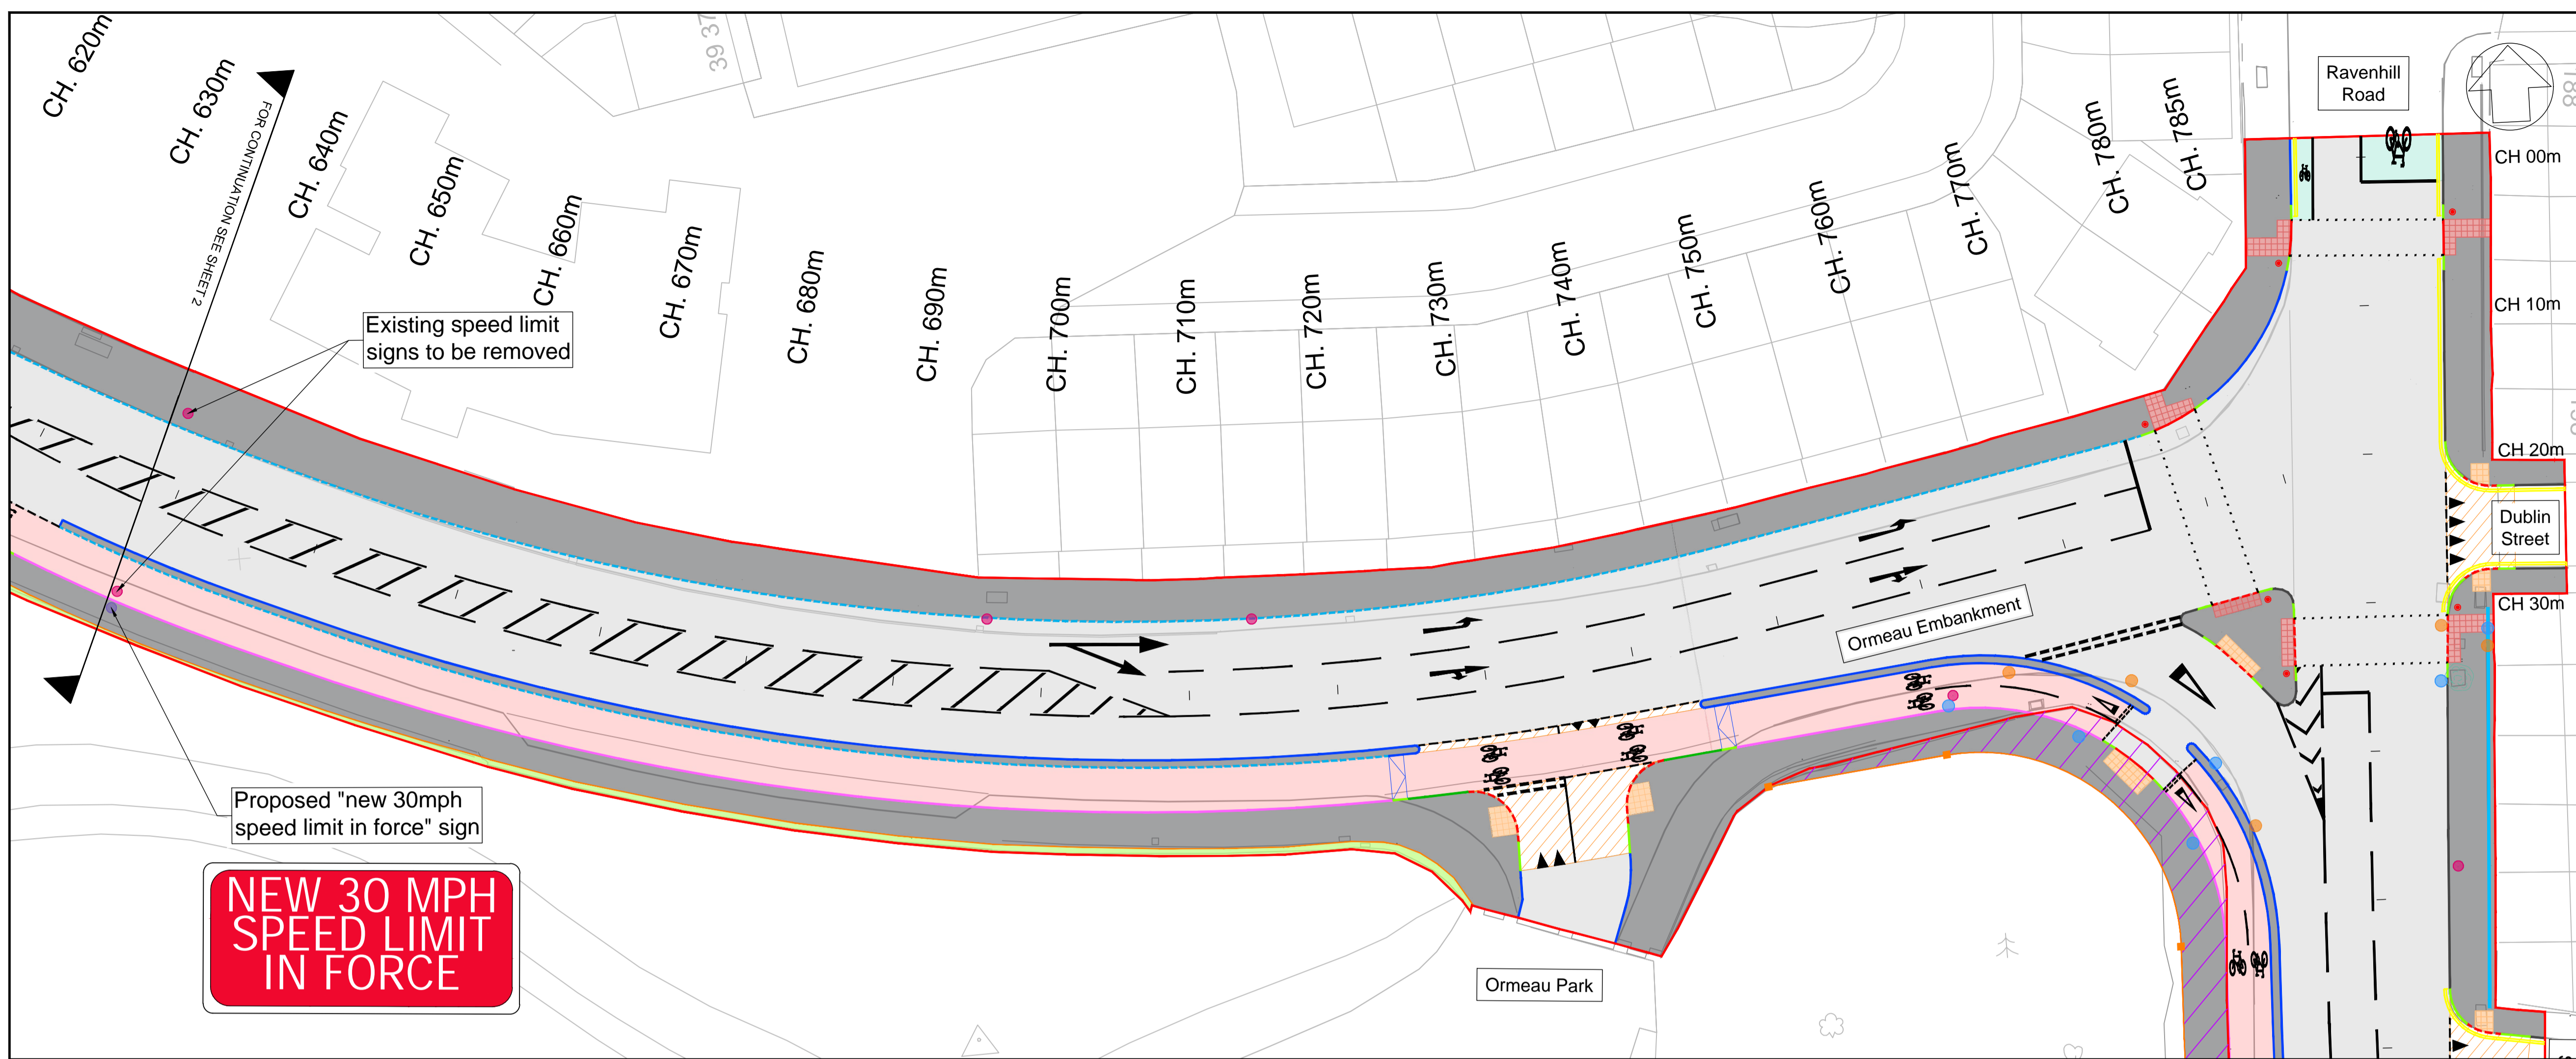 CH. 620m
CH. 630m
FOR CONTINUATION SEE SHEET 2
CH. 640m
CH. 650m
CH. 660m
CH. 670m
CH. 680m
CH. 690m
CH. 700m
CH. 710m
CH. 720m
CH. 730m
CH. 740m
CH. 750m
CH. 760m
CH. 770m
CH. 780m
CH. 785m
39 37
Ravenhill
Road
188
CH 00m
CH 10m
CH 20m
Dublin
Street
CH 30m
Existing speed limit
signs to be removed
Ormeau Embankment
Proposed "new 30mph
speed limit in force" sign
NEW 30 MPH
SPEED LIMIT
IN FORCE
Ormeau Park